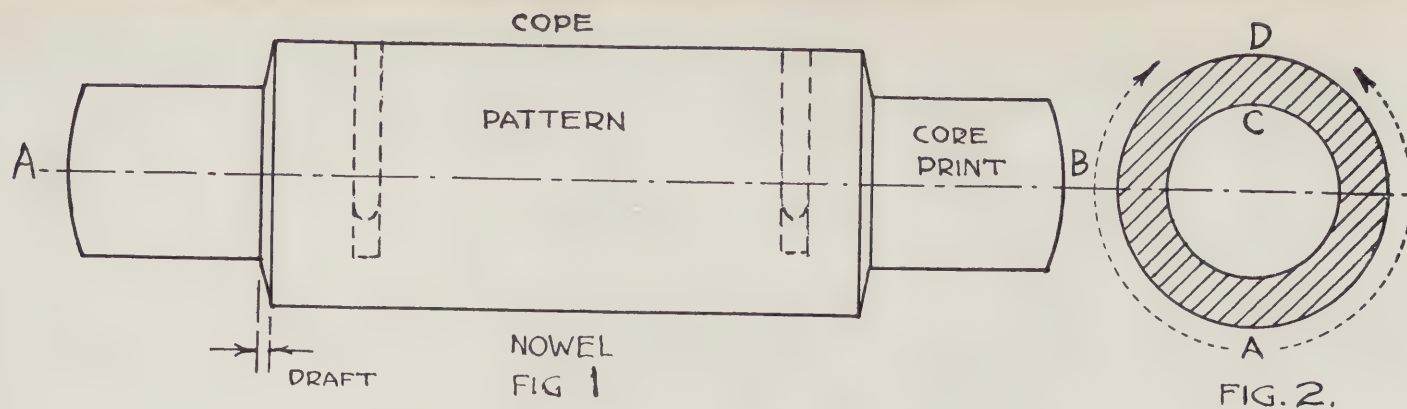 COPE
PATTERN
CORE
PRINT
A
B
DRAFT
NOWEL
FIG 1
D
C
A
FIG. 2.